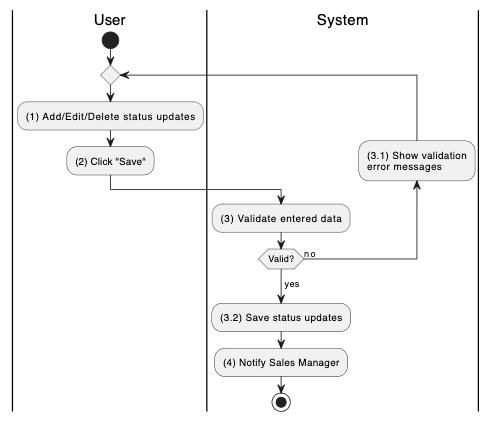 User
System
(1) Add/Edit/Delete status updates
(2) Click "Save"
(3.1) Show validation
error messages
(3) Validate entered data
Valid?
no
yes
(3.2) Save status updates
(4) Notify Sales Manager